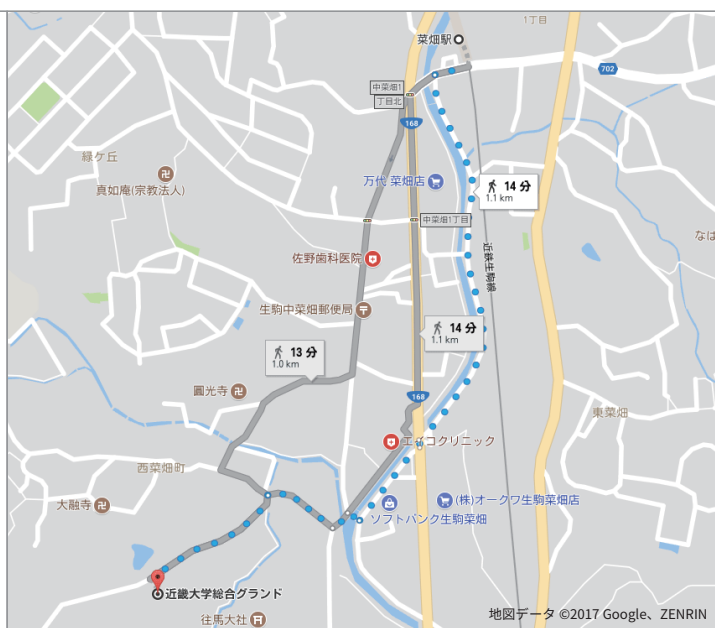 1丁目
菜畑駅
702
中菜畑1
丁目北
168
緑ケ丘
真如庵(宗教法人)
万代 菜畑店
14 分
1.1 km
中菜畑1丁目
なは
佐野歯科医院
近鉄生駒線
生駒中菜畑郵便局
14 分
1.1 km
13 分
1.0 km
圓光寺
168
東菜畑
エイコクリニック
西菜畑町
大融寺
(株)オークワ生駒菜畑店
ソフトバンク生駒菜畑
近畿大学総合グランド
往馬大社
地図データ ©2017 Google、ZENRIN